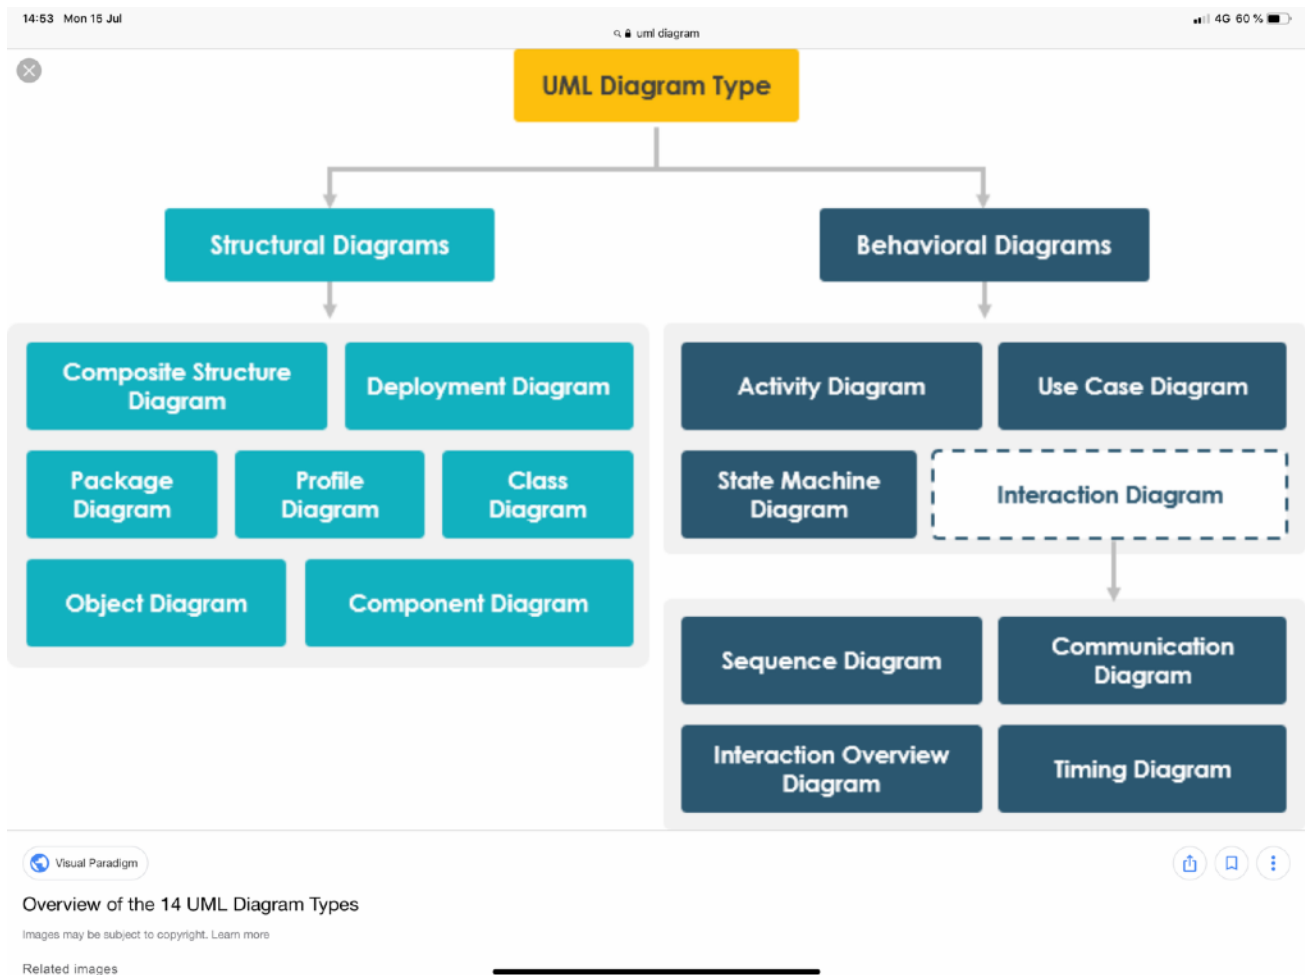 14:53 Mon 15 Jul
4G 60 %
uml diagram
UML Diagram Type
Structural Diagrams
Behavioral Diagrams
Composite Structure
Diagram
Deployment Diagram
Package
Diagram
Profile
Diagram
Class
Diagram
Object Diagram
Component Diagram
Activity Diagram
Use Case Diagram
State Machine
Diagram
Interaction Diagram
Sequence Diagram
Communication
Diagram
Interaction Overview
Diagram
Timing Diagram
Visual Paradigm
Overview of the 14 UML Diagram Types
Images may be subject to copyright. Learn more
Related images